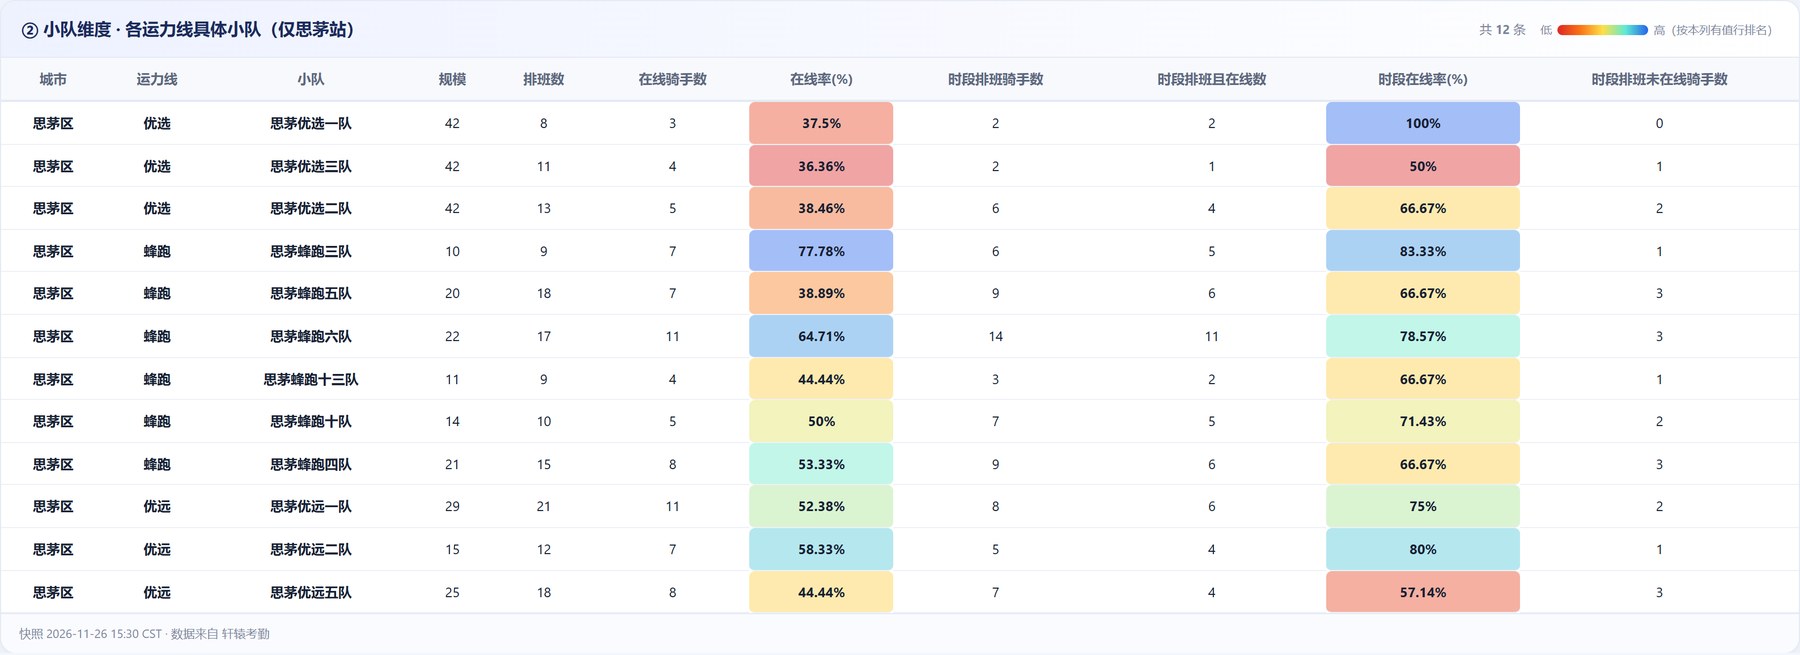 ② 小队维度 · 各运力线具体小队（仅思茅站）
共 12 条 低 高 (按本列有值行排名)
城市 运力线 小队 规模 排班数 在线骑手数 在线率(%) 时段排班骑手数 时段排班且在线数 时段在线率(%) 时段排班未在线骑手数
思茅区 优选 思茅优选一队 42 8 3 37.5% 2 2 100% 0
思茅区 优选 思茅优选三队 42 11 4 36.36% 2 1 50% 1
思茅区 优选 思茅优选二队 42 13 5 38.46% 6 4 66.67% 2
思茅区 蜂跑 思茅蜂跑三队 10 9 7 77.78% 6 5 83.33% 1
思茅区 蜂跑 思茅蜂跑五队 20 18 7 38.89% 9 6 66.67% 3
思茅区 蜂跑 思茅蜂跑六队 22 17 11 64.71% 14 11 78.57% 3
思茅区 蜂跑 思茅蜂跑十三队 11 9 4 44.44% 3 2 66.67% 1
思茅区 蜂跑 思茅蜂跑十队 14 10 5 50% 7 5 71.43% 2
思茅区 蜂跑 思茅蜂跑四队 21 15 8 53.33% 9 6 66.67% 3
思茅区 优远 思茅优远一队 29 21 11 52.38% 8 6 75% 2
思茅区 优远 思茅优远二队 15 12 7 58.33% 5 4 80% 1
思茅区 优远 思茅优远五队 25 18 8 44.44% 7 4 57.14% 3
快照 2026-11-26 15:30 CST · 数据来自 轩辕考勤